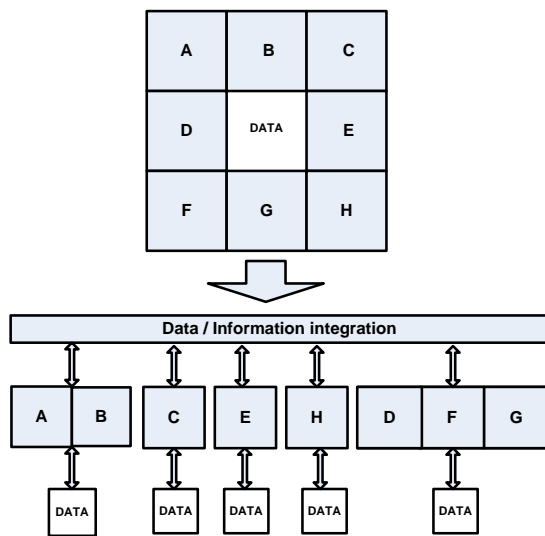 A B C
D DATA E
F G H
Data / Information integration
A B C E H D F G
DATA DATA DATA DATA DATA